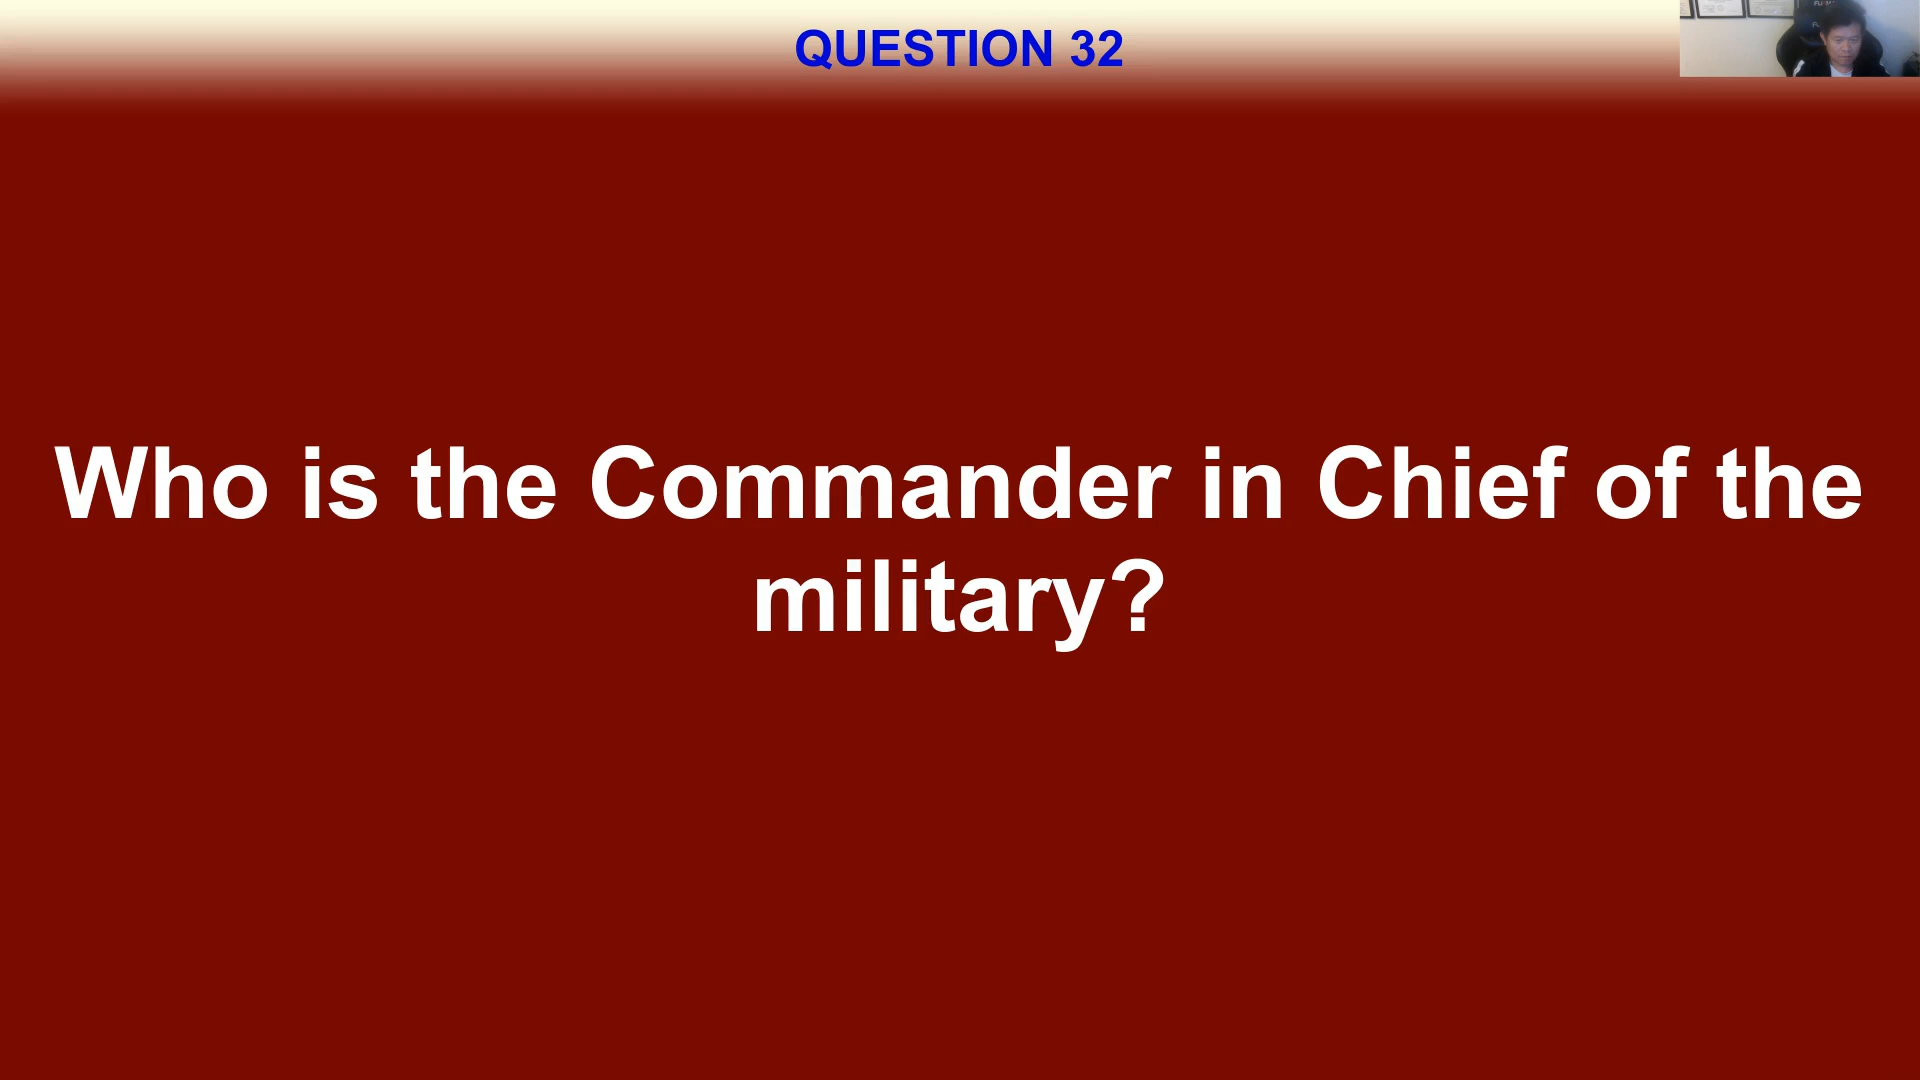 QUESTION 32
Who is the Commander in Chief of the
military?